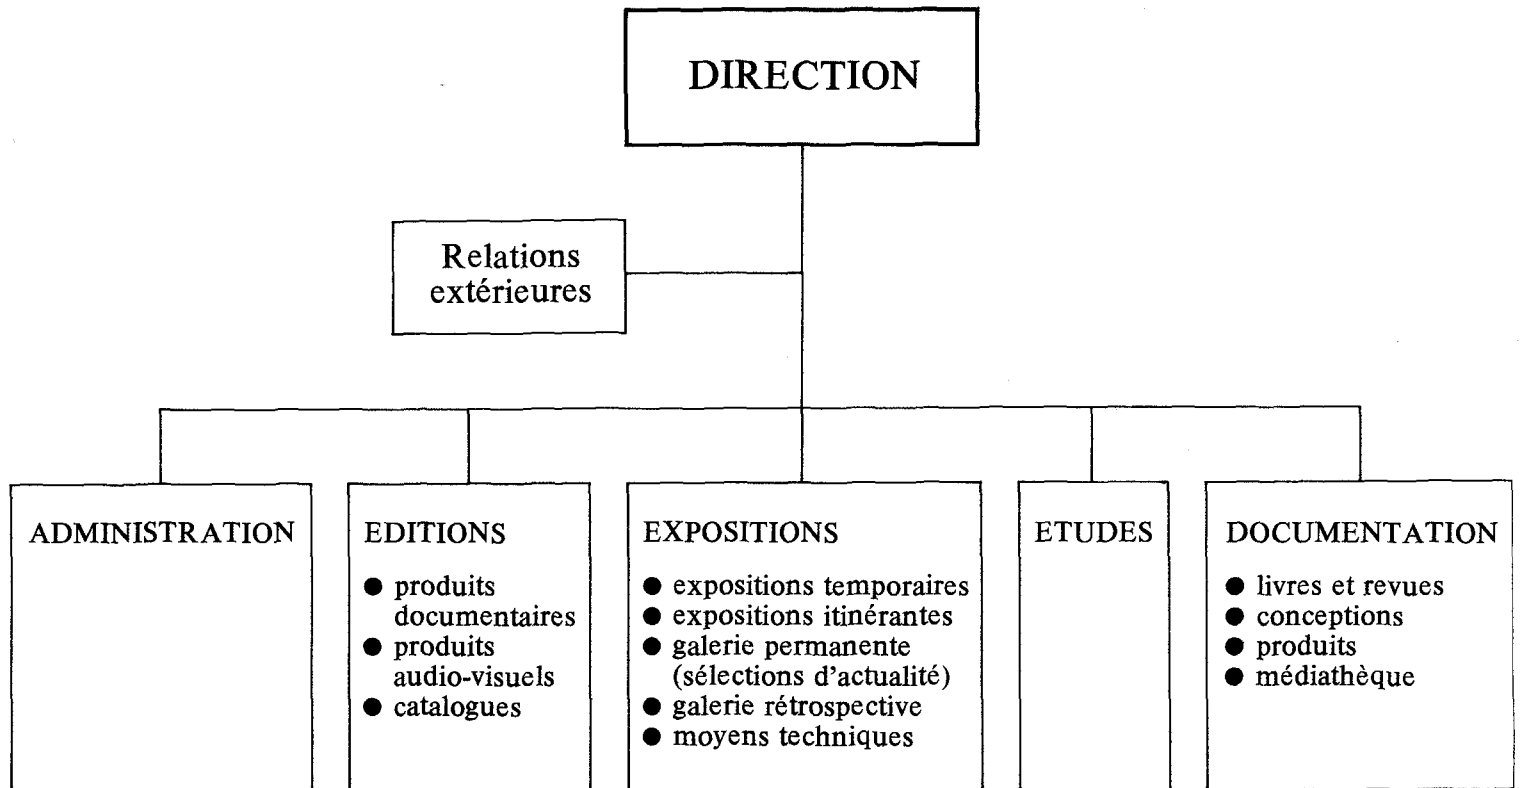 DIRECTION
Relations
extérieures
ADMINISTRATION
EDITIONS
● produits
documentaires
● produits
audio-visuels
● catalogues
EXPOSITIONS
● expositions temporaires
● expositions itinérantes
● galerie permanente
(sélections d'actualité)
● galerie rétrospective
● moyens techniques
ETUDES
DOCUMENTATION
● livres et revues
● conceptions
● produits
● médiathèque